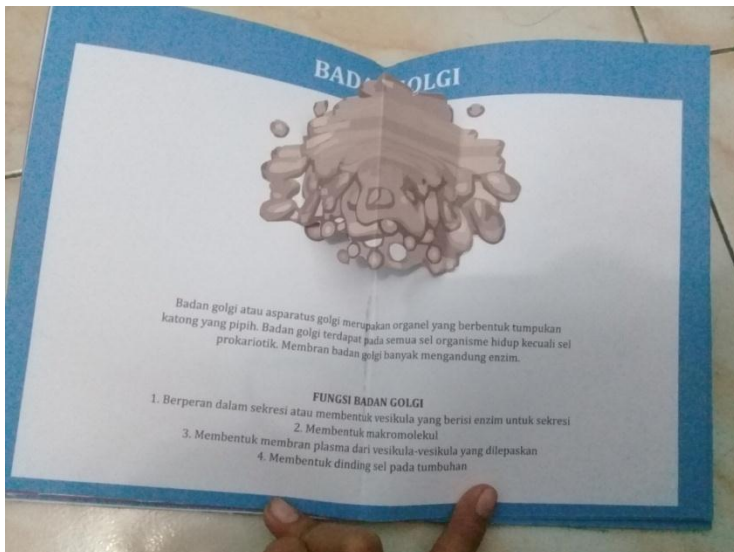 BADAN GOLGI
Badan golgi atau asparatus golgi merupakan organel yang berbentuk tumpukan
katong yang pipih. Badan golgi terdapat pada semua sel organisme hidup kecuali sel
prokariotik. Membran badan golgi banyak mengandung enzim.
FUNGSI BADAN GOLGI
1. Berperan dalam sekresi atau membentuk vesikula yang berisi enzim untuk sekresi
2. Membentuk makromolekul
3. Membentuk membran plasma dari vesikula-vesikula yang dilepaskan
4. Membentuk dinding sel pada tumbuhan